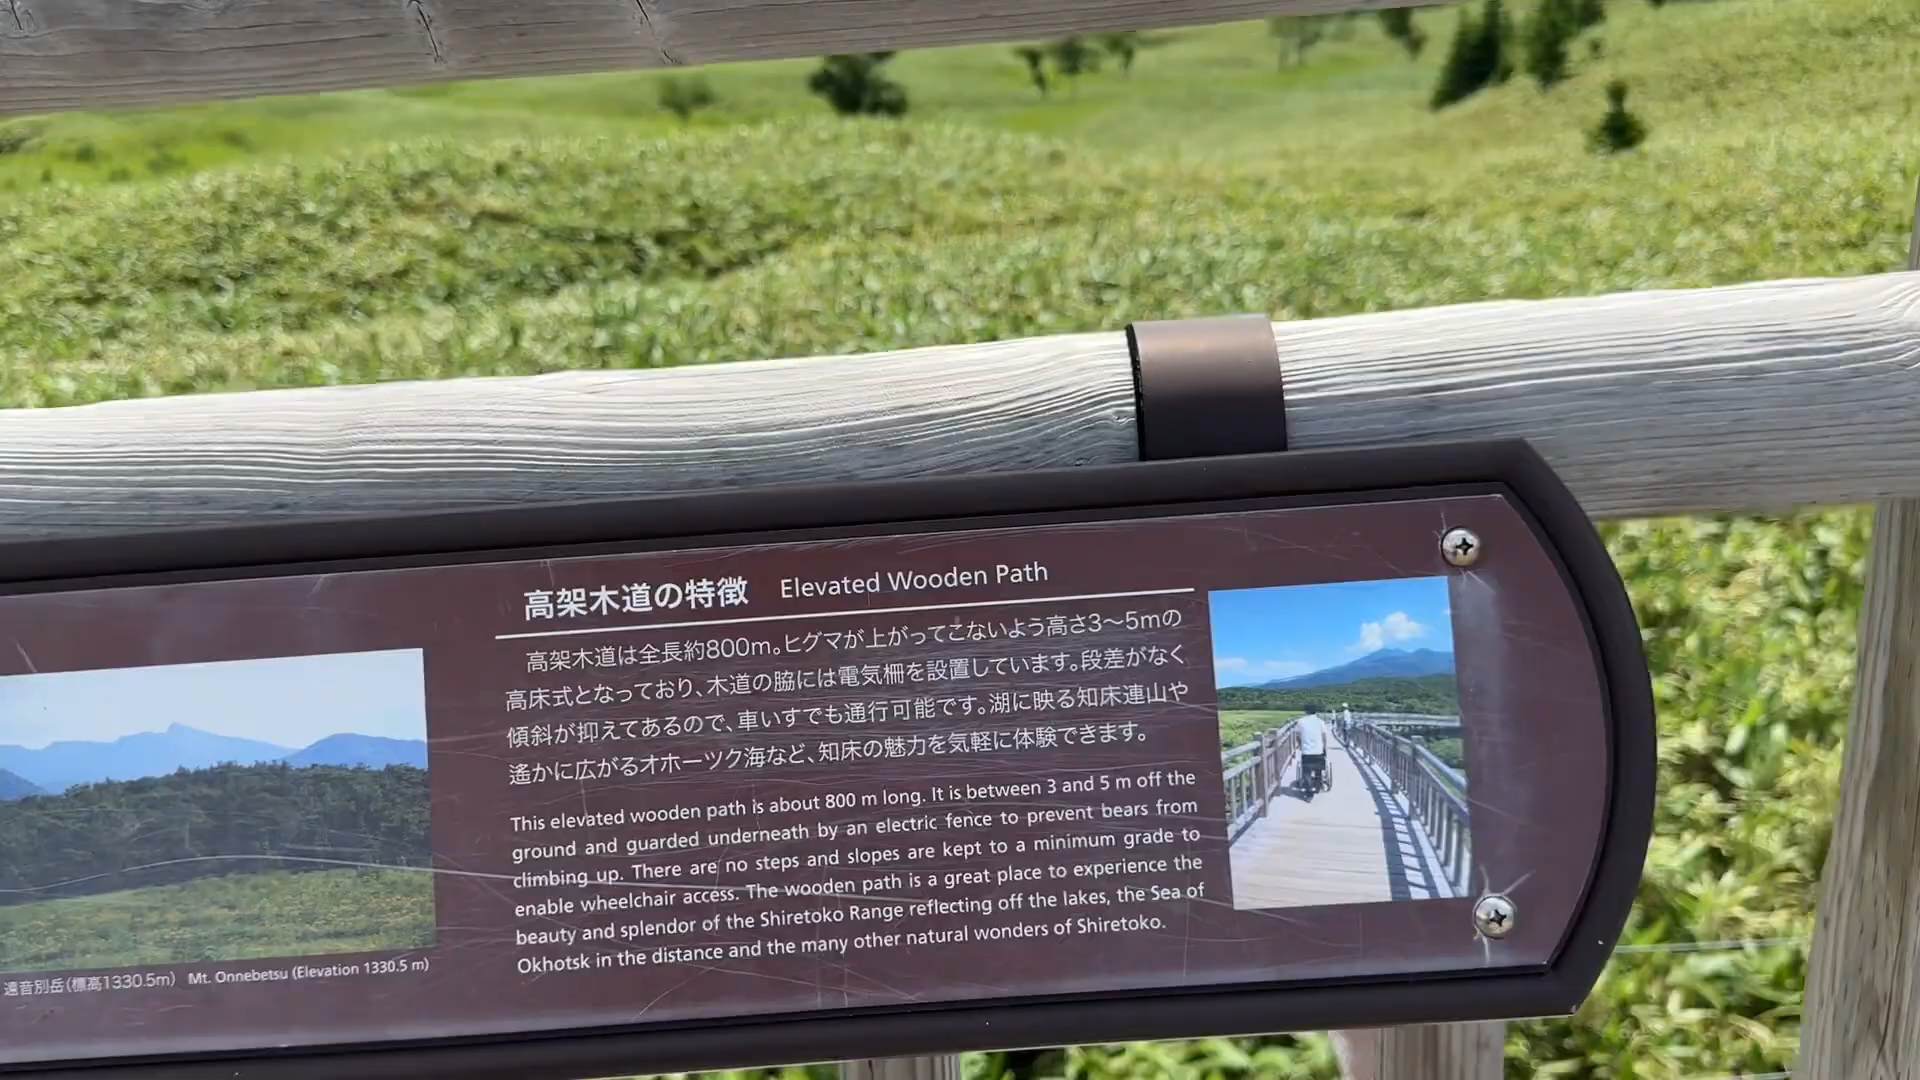 高架木道の特徴 Elevated Wooden Path
高架木道は全長約800m。ヒグマが上がってこないよう高さ3〜5mの
高床式となっており、木道の脇には電気柵を設置しています。段差がなく
傾斜が抑えてあるので、車いすでも通行可能です。湖に映る知床連山や
遙かに広がるオホーツク海など、知床の魅力を気軽に体験できます。
This elevated wooden path is about 800 m long. It is between 3 and 5 m off the
ground and guarded underneath by an electric fence to prevent bears from
climbing up. There are no steps and slopes are kept to a minimum grade to
enable wheelchair access. The wooden path is a great place to experience the
beauty and splendor of the Shiretoko Range reflecting off the lakes, the Sea of
Okhotsk in the distance and the many other natural wonders of Shiretoko.
遠音別岳(標高1330.5m) Mt. Onnebetsu (Elevation 1330.5 m)